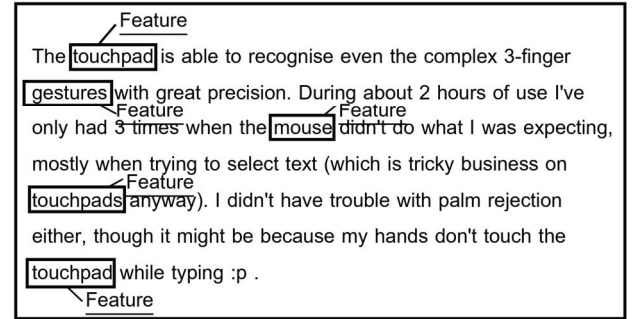 Feature
The touchpad is able to recognise even the complex 3-finger
gestures with great precision. During about 2 hours of use I've
Feature Feature
only had 3 times when the mouse didn't do what I was expecting,
mostly when trying to select text (which is tricky business on
Feature
touchpads anyway). I didn't have trouble with palm rejection
either, though it might be because my hands don't touch the
touchpad while typing :p .
Feature